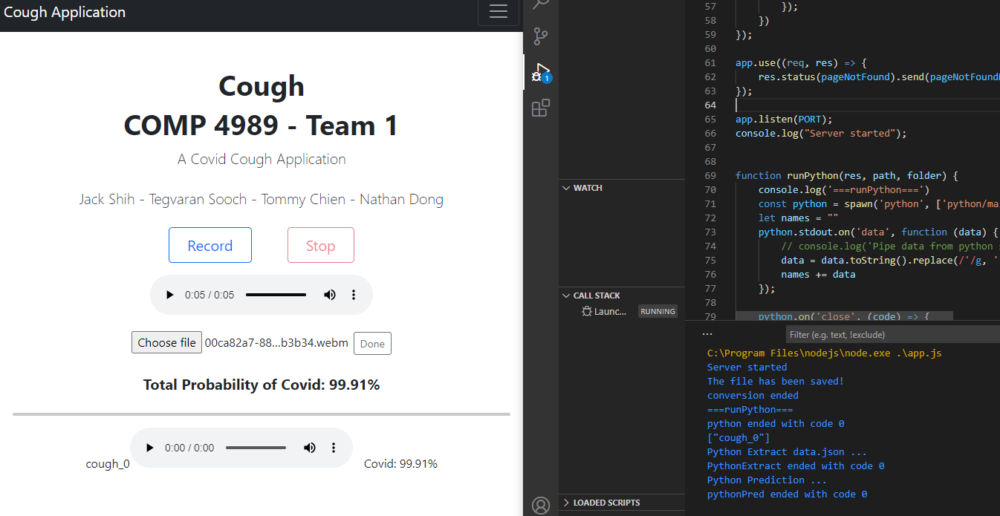 Cough Application
Cough
COMP 4989 - Team 1
A Covid Cough Application
Jack Shih - Tegvaran Sooch - Tommy Chien - Nathan Dong
Record
Stop
0:05 / 0:05
Choose file 00ca82a7-88...b3b34.webm Done
Total Probability of Covid: 99.91%
cough_0
0:00 / 0:00
Covid: 99.91%
1
WATCH
CALL STACK
Launc...
RUNNING
LOADED SCRIPTS
57 });
58 })
59 });
60
61 app.use((req, res) => {
62 res.status(pageNotFound).send(pageNotFound
63 });
64
65 app.listen(PORT);
66 console.log("Server started");
67
68
69 function runPython(res, path, folder) {
70 console.log('===runPython===')
71 const python = spawn('python', ['python/ma
72 let names = ""
73 python.stdout.on('data', function (data) {
74 // console.log('Pipe data from python
75 data = data.toString().replace(/'/g, '
76 names += data
77 });
78
79 python.on('close', (code) => {
...
Filter (e.g. text, !exclude)
C:\Program Files\nodejs\node.exe .\app.js
Server started
The file has been saved!
conversion ended
===runPython===
python ended with code 0
["cough_0"]
Python Extract data.json ...
PythonExtract ended with code 0
Python Prediction ...
pythonPred ended with code 0